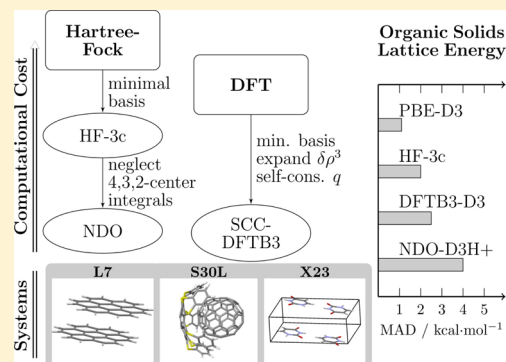 Computational Cost
Hartree-
Fock
minimal
basis
HF-3c
neglect
4,3,2-center
integrals
NDO
DFT
min. basis
expand δρ³
self-cons. q
SCC-
DFTB3
Organic Solids
Lattice Energy
PBE-D3
HF-3c
DFTB3-D3
NDO-D3H+
1 2 3 4 5
MAD / kcal·mol⁻¹
Systems
L7
S30L
X23